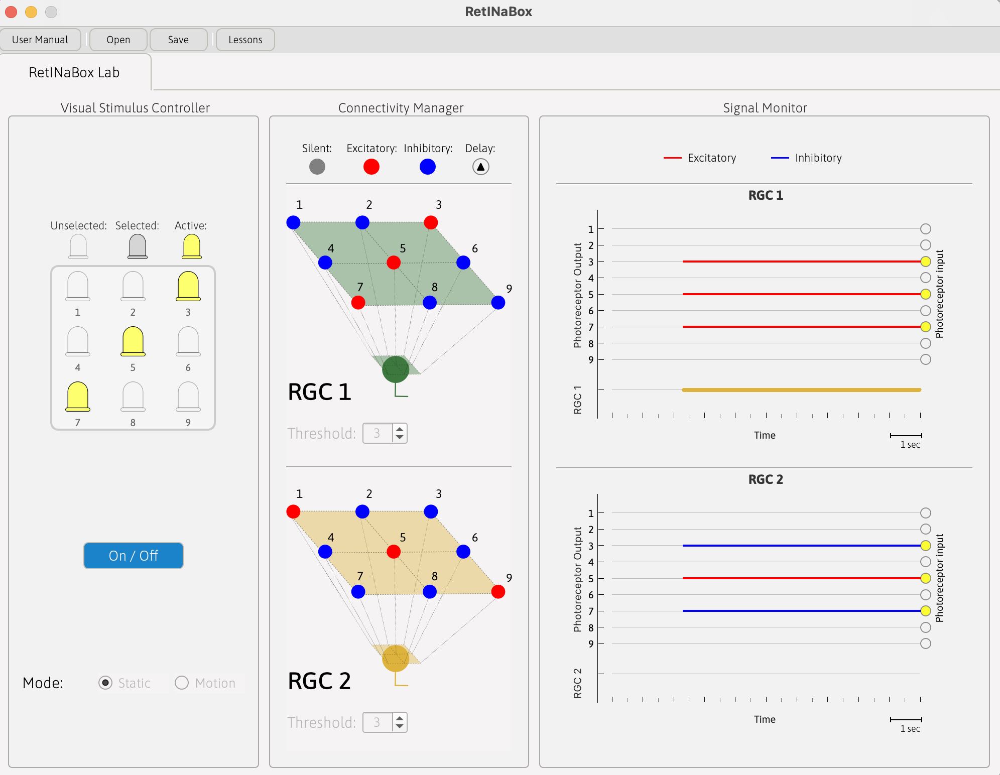 RetINaBox
User Manual Open Save Lessons
RetINaBox Lab
Visual Stimulus Controller
Unselected: Selected: Active:
1 2 3
4 5 6
7 8 9
On / Off
Mode: Static Motion
Connectivity Manager
Silent: Excitatory: Inhibitory: Delay:
1 2 3
4 5 6
7 8 9
RGC 1
Threshold: 3
1 2 3
4 5 6
7 8 9
RGC 2
Threshold: 3
Signal Monitor
Excitatory Inhibitory
RGC 1
Photoreceptor Output
1
2
3
4
5
6
7
8
9
Photoreceptor input
RGC 1
Time
1 sec
RGC 2
Photoreceptor Output
1
2
3
4
5
6
7
8
9
Photoreceptor input
RGC 2
Time
1 sec